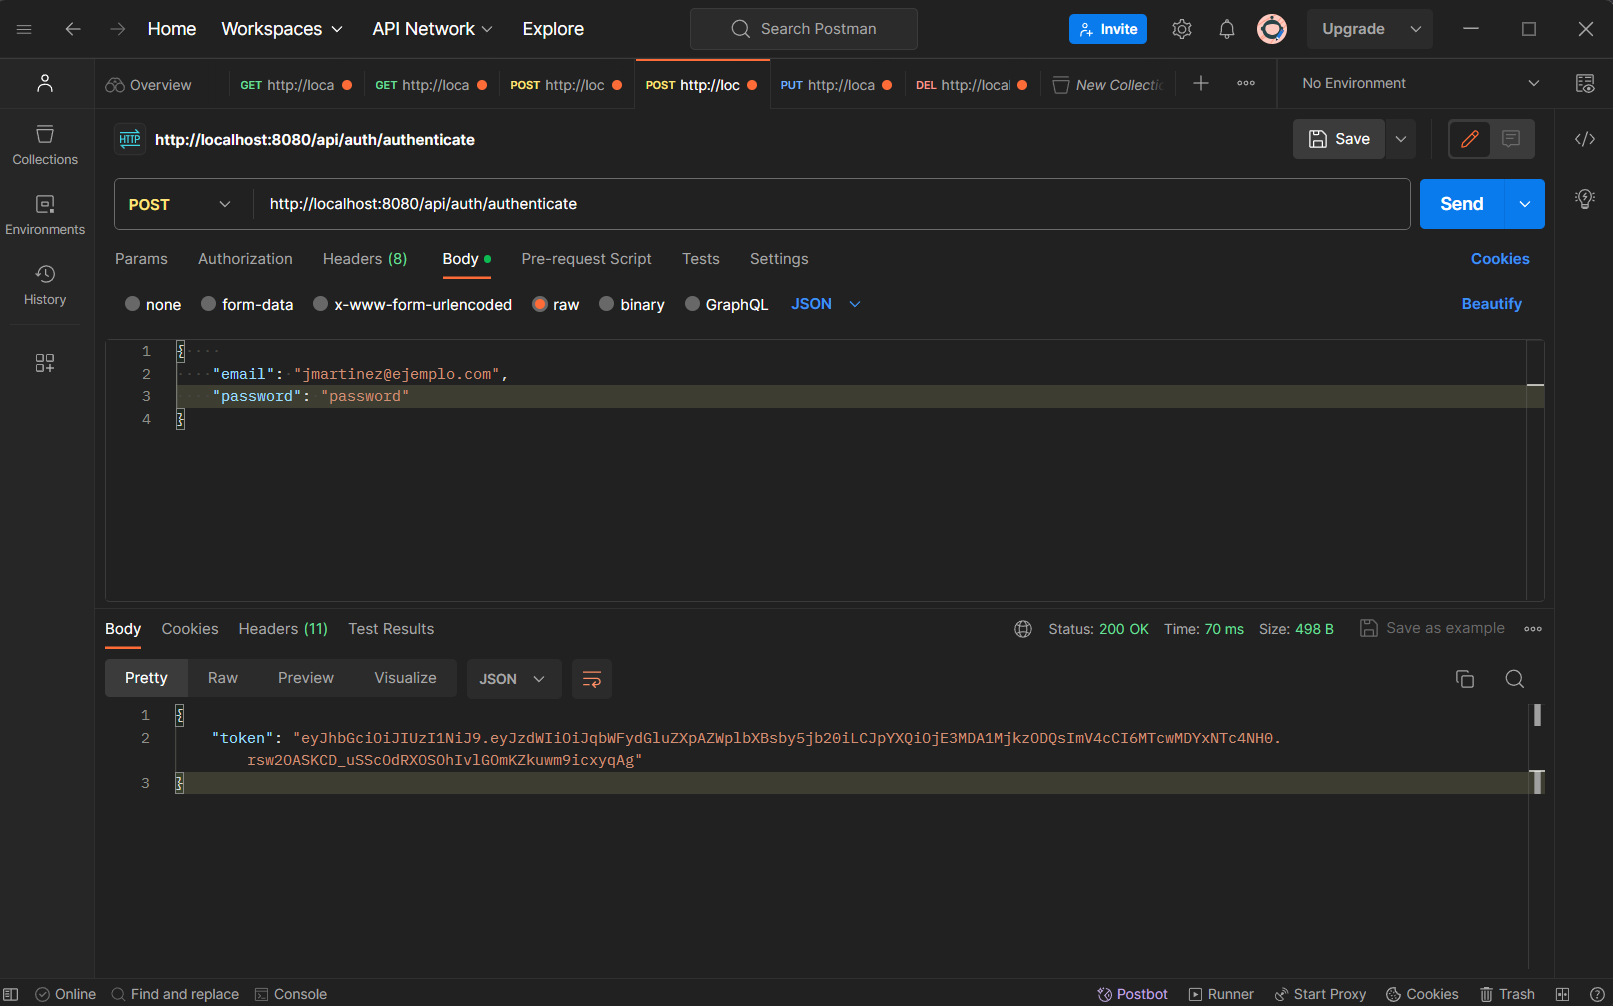 Home Workspaces API Network Explore Search Postman Invite Upgrade
Overview GET http://loca GET http://loca POST http://loc POST http://loc PUT http://loca DEL http://local New Collectio No Environment
HTTP http://localhost:8080/api/auth/authenticate Save
Collections
Environments
History
POST http://localhost:8080/api/auth/authenticate Send
Params Authorization Headers (8) Body Pre-request Script Tests Settings Cookies
none form-data x-www-form-urlencoded raw binary GraphQL JSON Beautify
1 {
2 "email": "jmartinez@ejemplo.com",
3 "password": "password"
4 }
Body Cookies Headers (11) Test Results Status: 200 OK Time: 70 ms Size: 498 B Save as example
Pretty Raw Preview Visualize JSON
1 {
2 "token": "eyJhbGciOiJIUzI1NiJ9.eyJzdWIiOiJqbWFydGluZXpAZWplbXBsby5jb20iLCJpYXQiOjE3MDA1MjkzODQsImV4cCI6MTcwMDYxNTc4NH0.
rsw2OASKCD_uSScOdRXOSOhIvlGOmKZkuwm9icxyqAg"
3 }
Online Find and replace Console Postbot Runner Start Proxy Cookies Trash